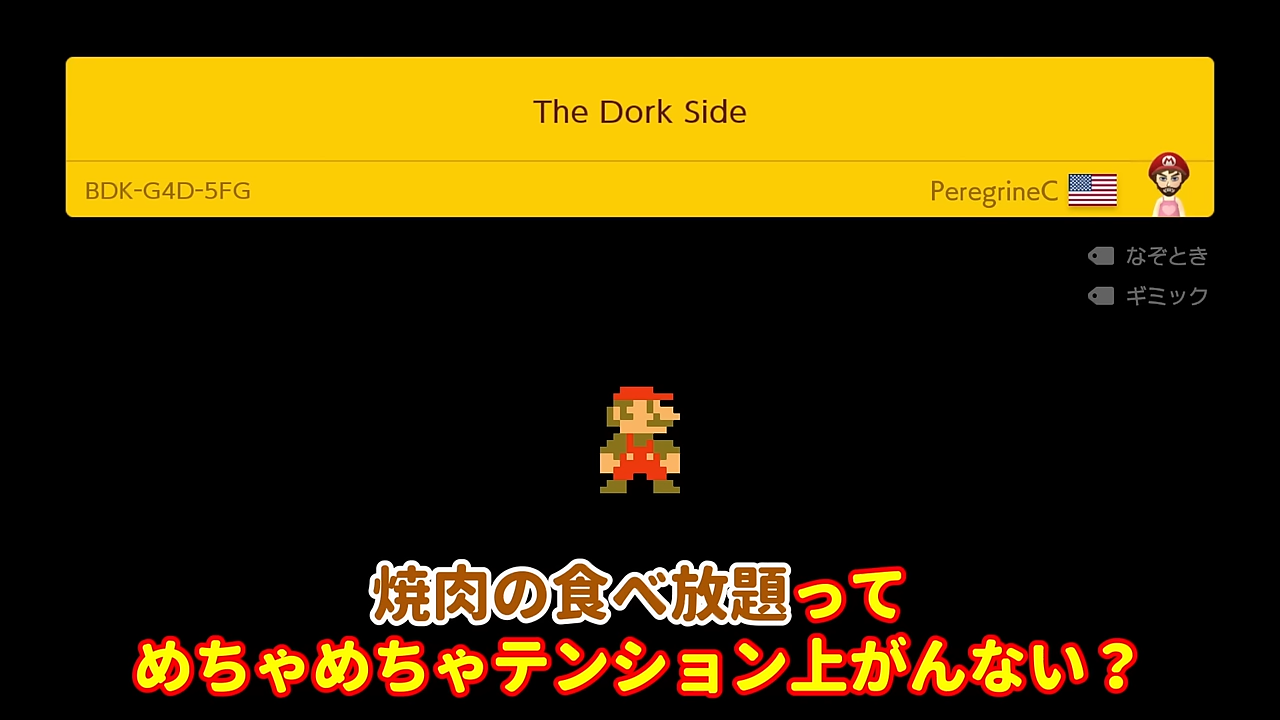 The Dork Side
BDK-G4D-5FG
PeregrineC
なぞとき
ギミック
焼肉の食べ放題って
めちゃめちゃテンション上がんない？